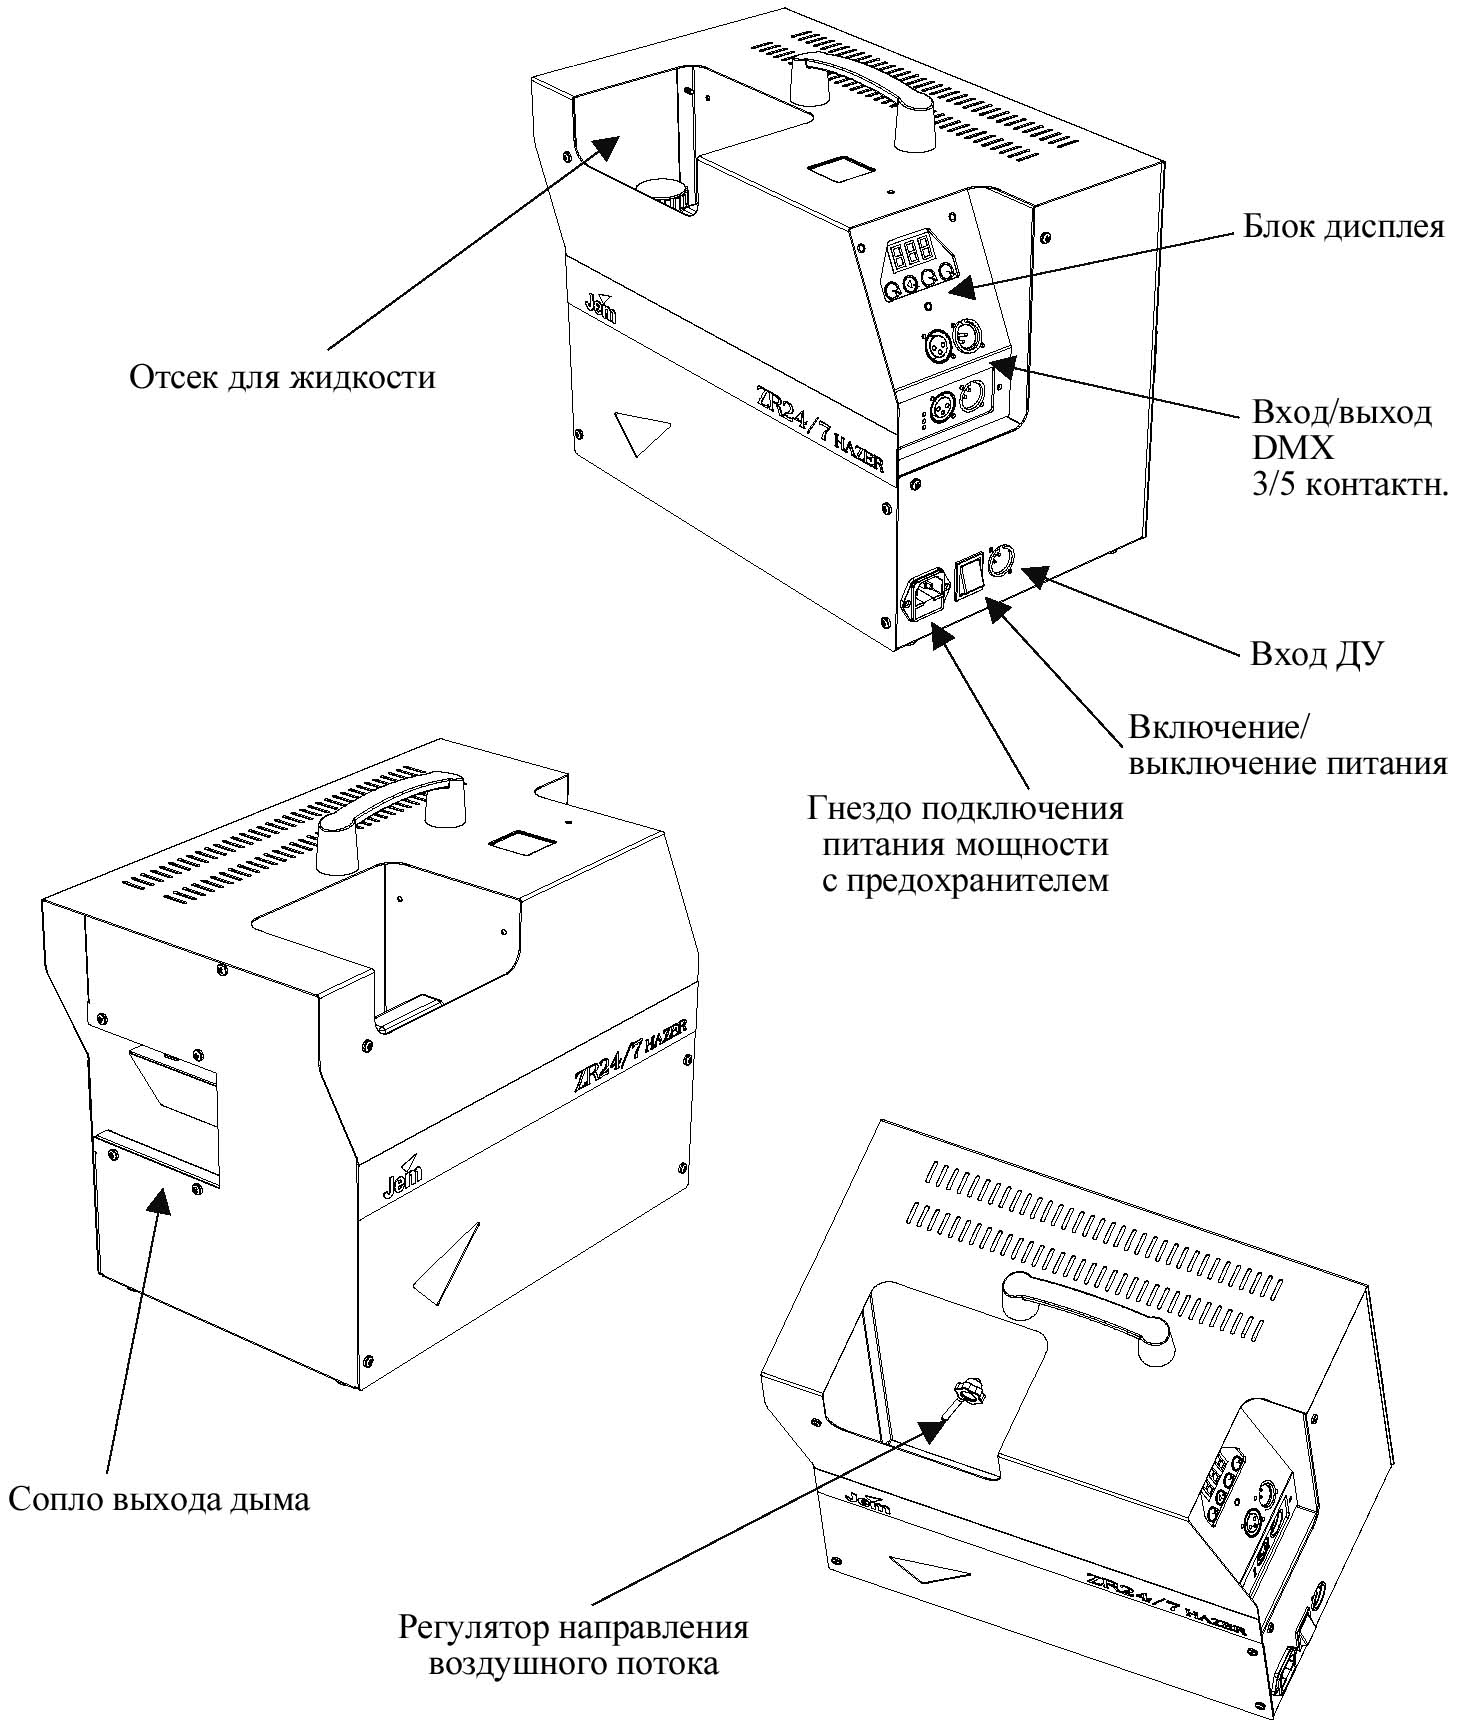 Jem
ZR24/7 HAZER
Отсек для жидкости
Блок дисплея
Вход/выход
DMX
3/5 контактн.
Вход ДУ
Включение/
выключение питания
Гнездо подключения
питания мощности
с предохранителем
ZR24/7 HAZER
Jem
Сопло выхода дыма
Jem
ZR24/7 HAZER
Регулятор направления
воздушного потока